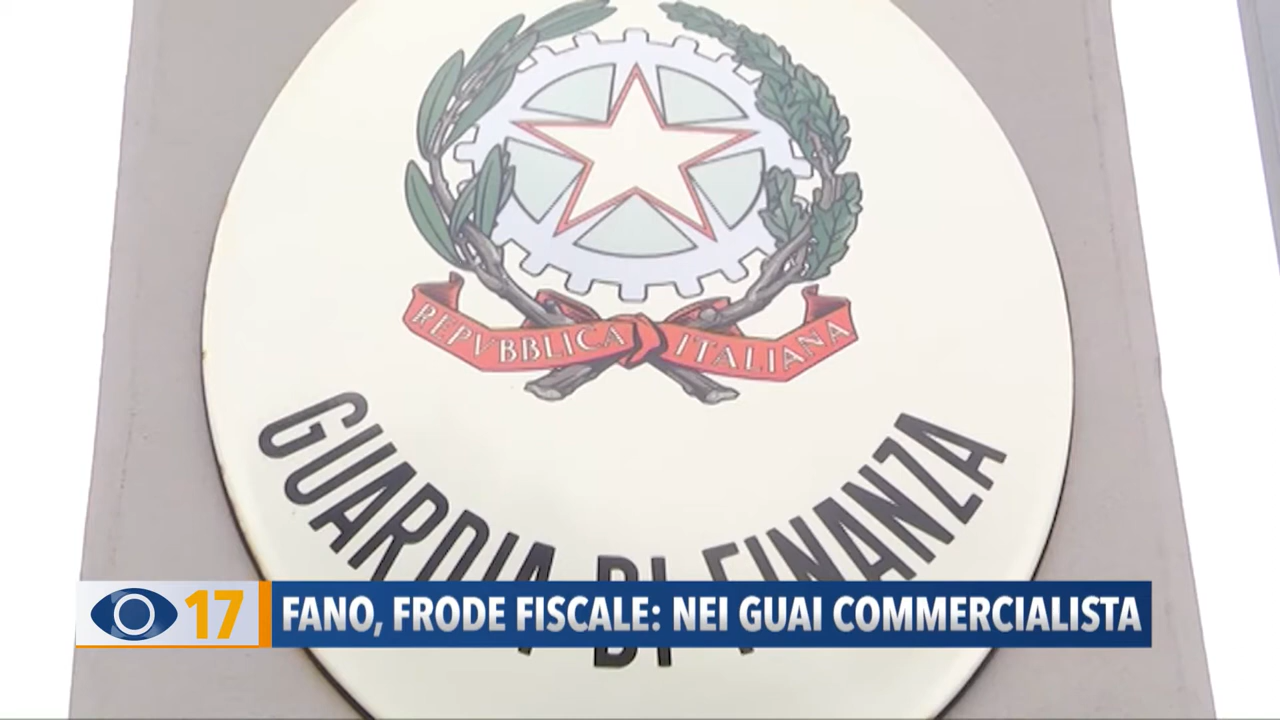 REPVBBLICA ITALIANA
GUARDIA DI FINANZA
17 FANO, FRODE FISCALE: NEI GUAI COMMERCIALISTA